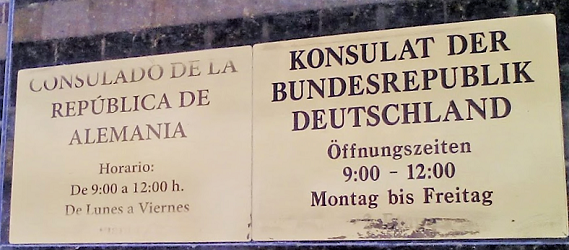 CONSULADO DE LA
REPÚBLICA DE
ALEMANIA
Horario:
De 9:00 a 12:00 h.
De Lunes a Viernes
KONSULAT DER
BUNDESREPUBLIK
DEUTSCHLAND
Öffnungszeiten
9:00 - 12:00
Montag bis Freitag